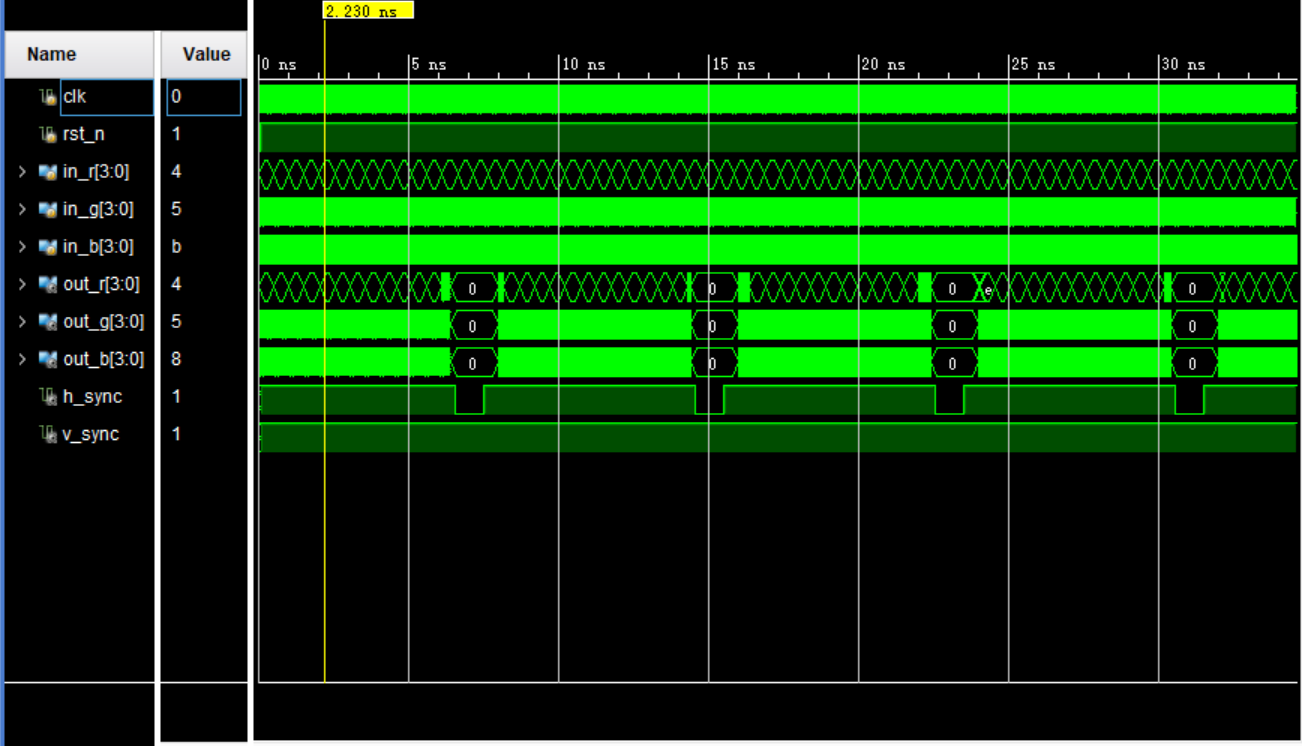 2.230 ns
Name Value
0 ns 5 ns 10 ns 15 ns 20 ns 25 ns 30 ns
clk 0
rst_n 1
in_r[3:0] 4
in_g[3:0] 5
in_b[3:0] b
out_r[3:0] 4 0 0 0 e 0
out_g[3:0] 5 0 0 0 0
out_b[3:0] 8 0 0 0 0
h_sync 1
v_sync 1